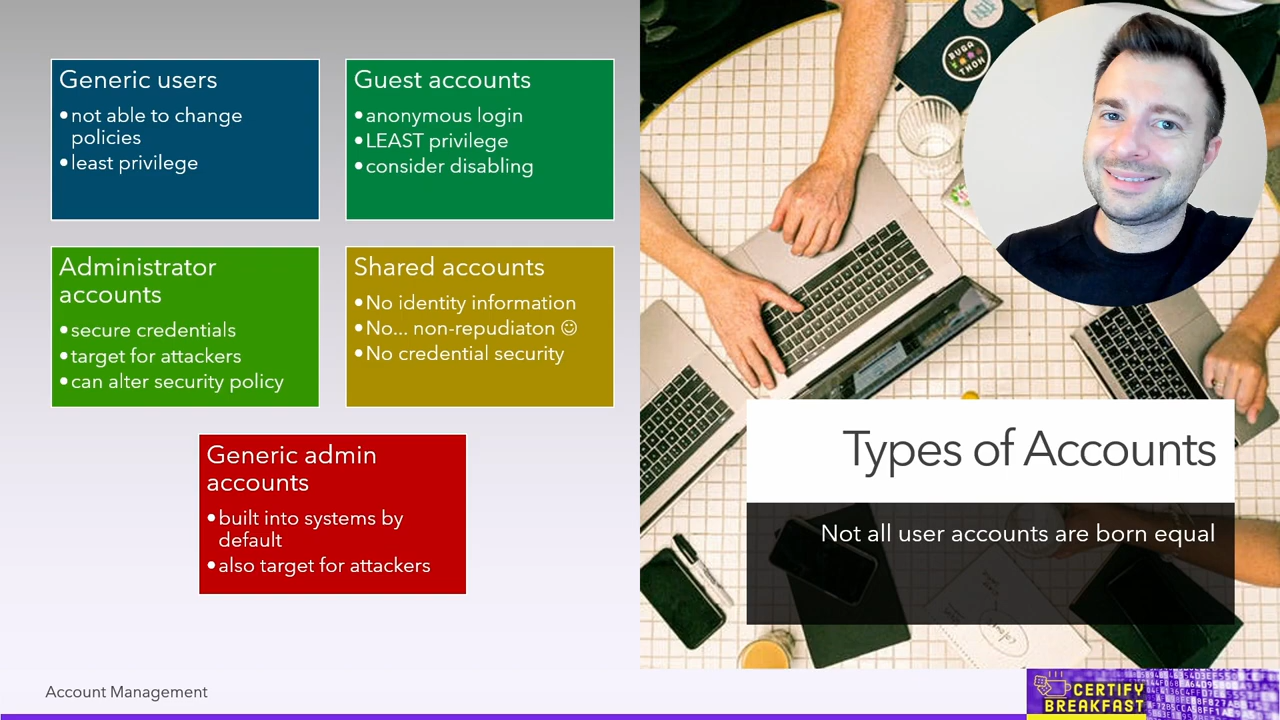 Generic users
•not able to change
policies
•least privilege
Guest accounts
•anonymous login
•LEAST privilege
•consider disabling
Administrator
accounts
•secure credentials
•target for attackers
•can alter security policy
Shared accounts
•No identity information
•No... non-repudiaton ☺
•No credential security
Generic admin
accounts
•built into systems by
default
•also target for attackers
BUGA
THON
Types of Accounts
Not all user accounts are born equal
Account Management
CERTIFY
BREAKFAST